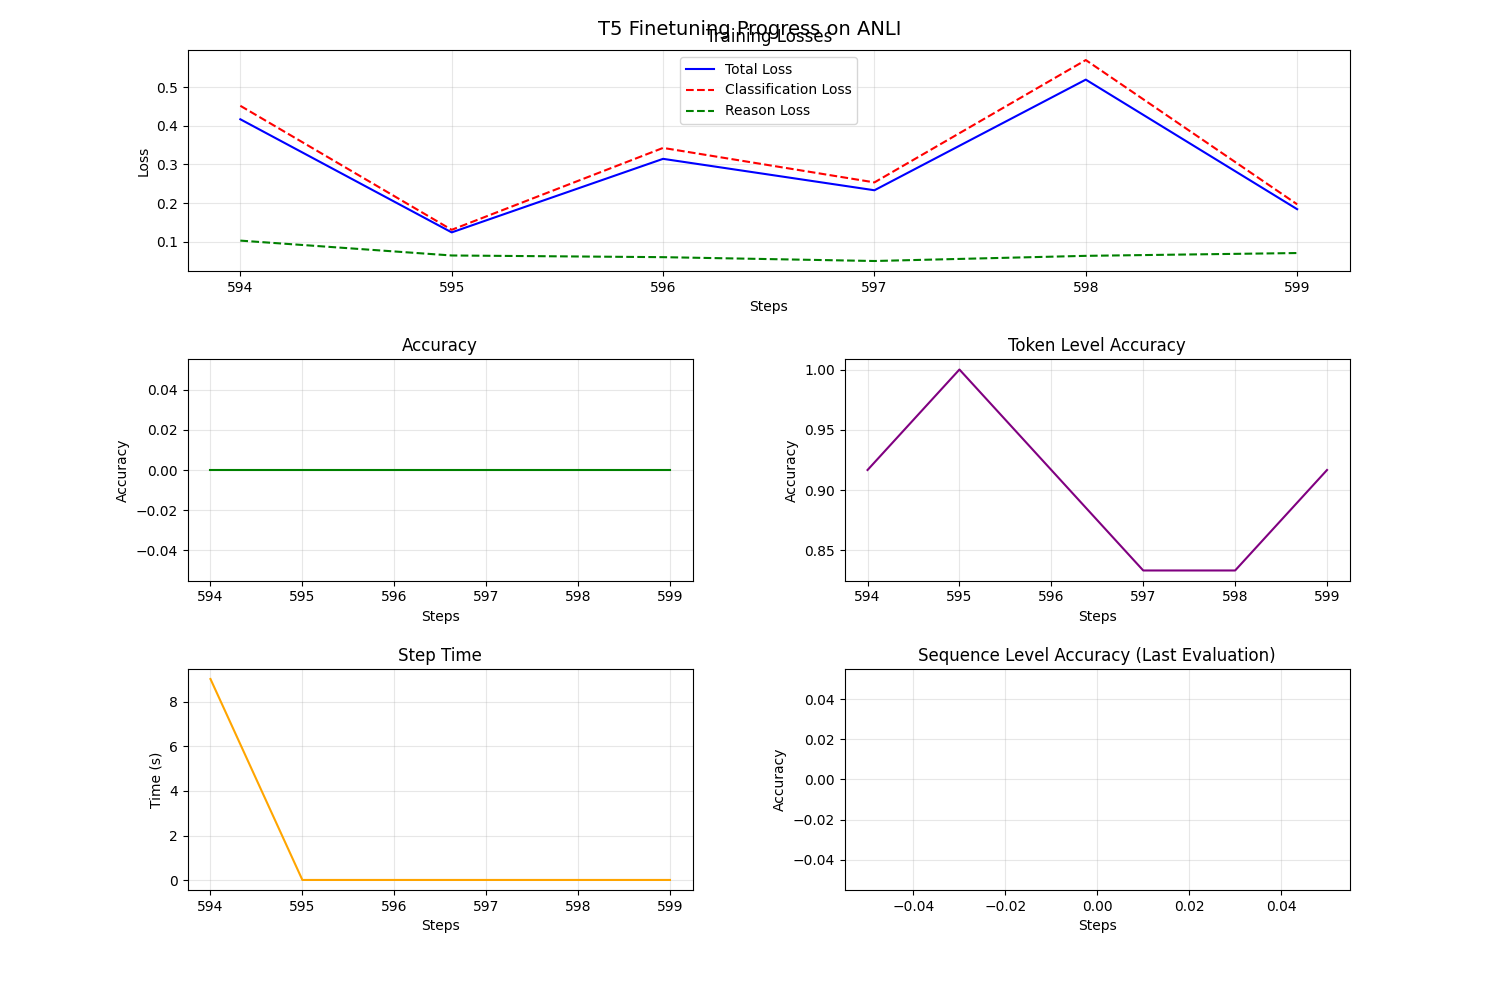 T5 Finetuning Progress on ANLI
Training Losses
Total Loss
Classification Loss
Reason Loss
Loss
0.5
0.4
0.3
0.2
0.1
594 595 596 597 598 599
Steps
Accuracy
Accuracy
0.04
0.02
0.00
−0.02
−0.04
594 595 596 597 598 599
Steps
Token Level Accuracy
Accuracy
1.00
0.95
0.90
0.85
594 595 596 597 598 599
Steps
Step Time
Time (s)
8
6
4
2
0
594 595 596 597 598 599
Steps
Sequence Level Accuracy (Last Evaluation)
Accuracy
0.04
0.02
0.00
−0.02
−0.04
−0.04 −0.02 0.00 0.02 0.04
Steps